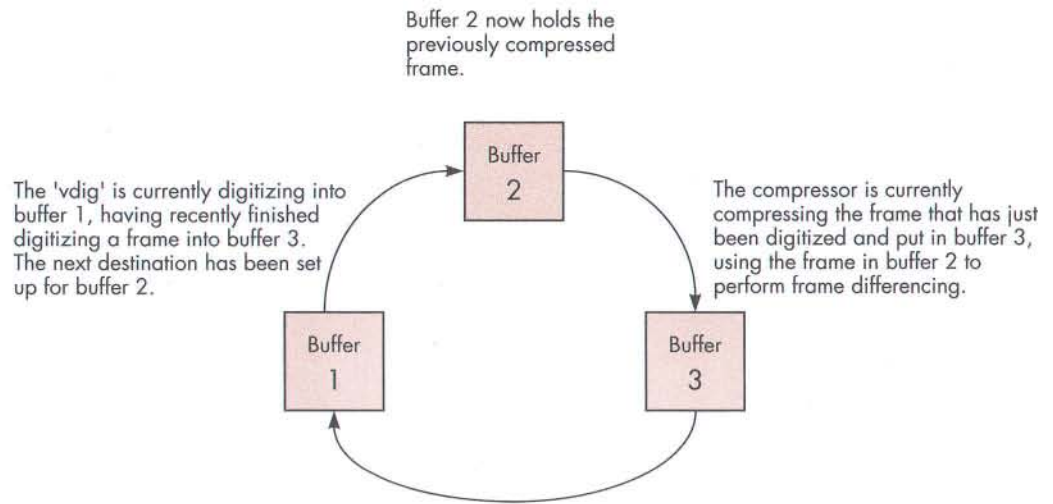 Buffer 2 now holds the
previously compressed
frame.
Buffer
2
The 'vdig' is currently digitizing into
buffer 1, having recently finished
digitizing a frame into buffer 3.
The next destination has been set
up for buffer 2.
The compressor is currently
compressing the frame that has just
been digitized and put in buffer 3,
using the frame in buffer 2 to
perform frame differencing.
Buffer
1
Buffer
3